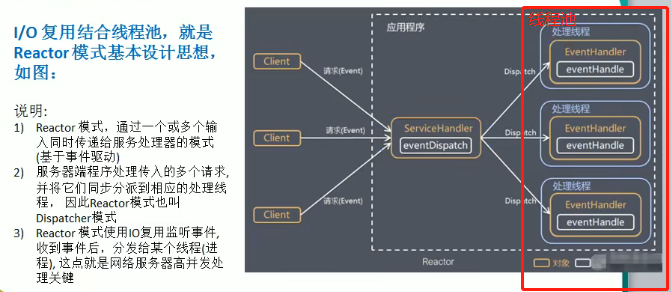 I/O 复用结合线程池，就是
Reactor 模式基本设计思想，
如图：
说明：
1) Reactor 模式，通过一个或多个输
入同时传递给服务处理器的模式
(基于事件驱动)
2) 服务器端程序处理传入的多个请求,
并将它们同步分派到相应的处理线
程， 因此Reactor模式也叫
Dispatcher模式
3) Reactor 模式使用IO复用监听事件,
收到事件后，分发给某个线程(进
程), 这点就是网络服务器高并发处
理关键
线程池
应用程序
Client
Client
Client
请求(Event)
请求(Event)
请求(Event)
ServiceHandler
eventDispatch
Dispatch
Dispatch
Dispatch
处理线程
EventHandler
eventHandle
处理线程
EventHandler
eventHandle
处理线程
EventHandler
eventHandle
Reactor
对象